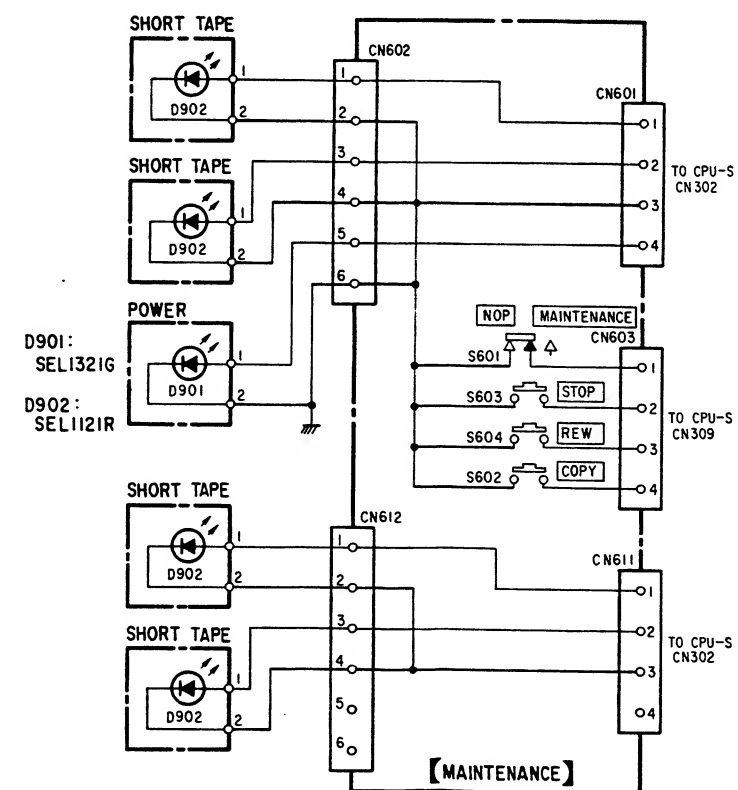 SHORT TAPE
D902
1
2
SHORT TAPE
D902
1
2
POWER
D901
1
2
D901:
SEL1321G
D902:
SEL1121R
CN602
1
2
3
4
5
6
CN601
1
2
3
4
TO CPU-S
CN302
NOP
MAINTENANCE
CN603
S601
1
S603
STOP
2
S604
REW
3
S602
COPY
4
TO CPU-S
CN309
SHORT TAPE
D902
1
2
SHORT TAPE
D902
1
2
CN612
1
2
3
4
5
6
CN611
1
2
3
4
TO CPU-S
CN302
【MAINTENANCE】